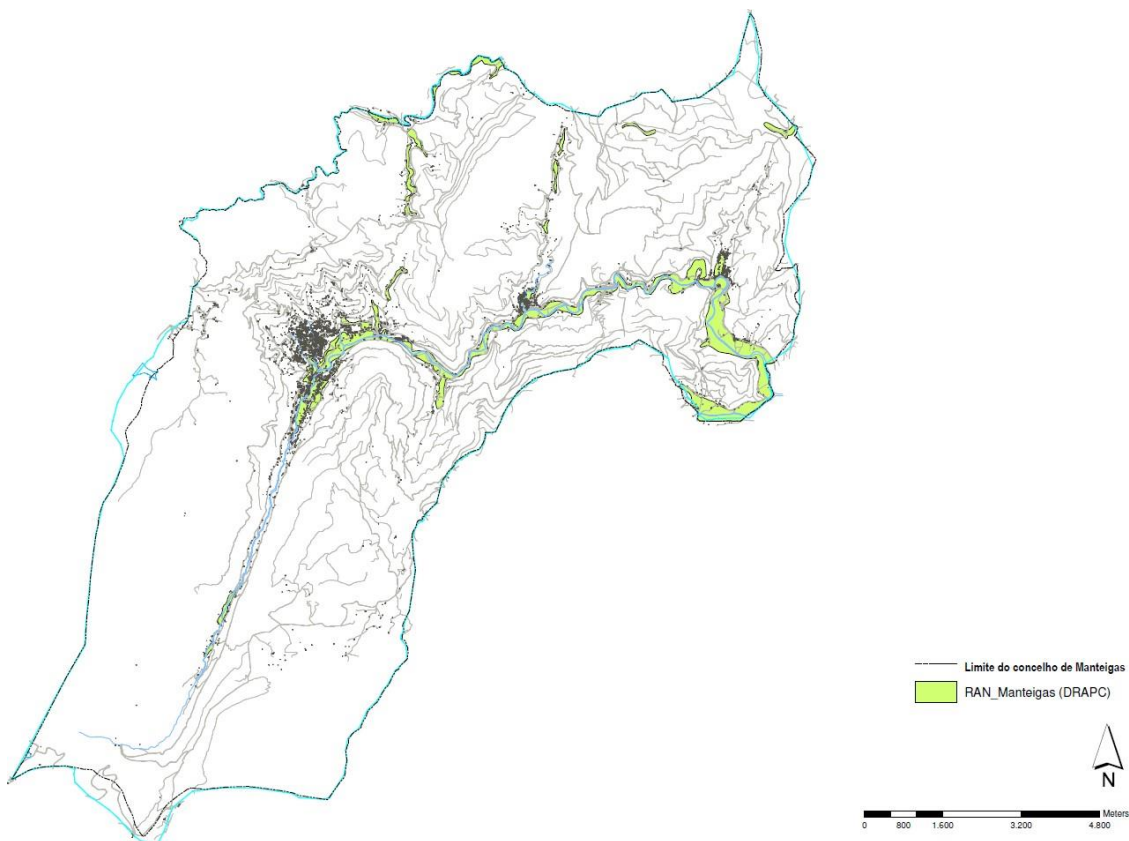 Limite do concelho de Manteigas
RAN_Manteigas (DRAPC)
N
Meters
0 800 1.600 3.200 4.800